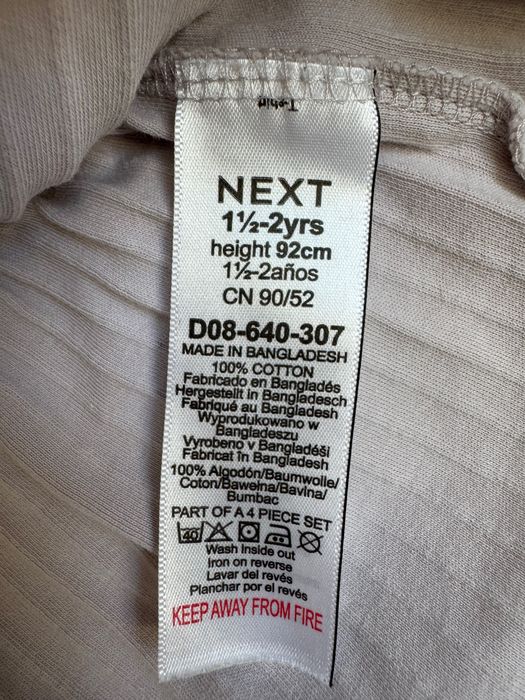 T-shirt
NEXT
1½-2yrs
height 92cm
1½-2años
CN 90/52
D08-640-307
MADE IN BANGLADESH
100% COTTON
Fabricado en Bangladés
Hergestellt in Bangladesch
Fabriqué au Bangladesh
Wyprodukowano w
Bangladeszu
Vyrobeno v Bangladéši
Fabricat în Bangladesh
100% Algodón/Baumwolle/
Coton/Bawełna/Bavlna/
Bumbac
PART OF A 4 PIECE SET
40
Wash Inside out
Iron on reverse
Lavar del revés
Planchar por el revés
KEEP AWAY FROM FIRE